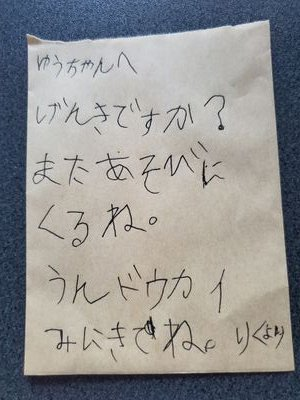 ゆうちゃんへ
げんきですか?
またあそびに
くるね。
うんドウカイ
みにきてね。りくより